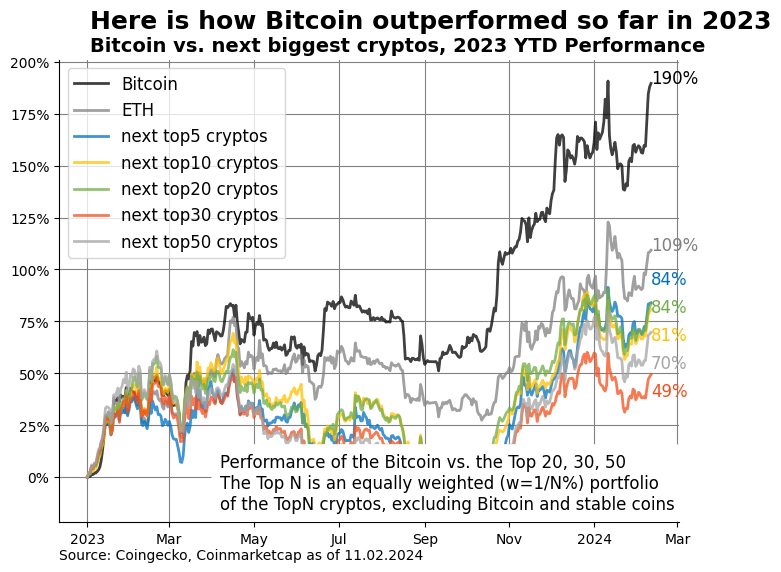 Here is how Bitcoin outperformed so far in 2023
Bitcoin vs. next biggest cryptos, 2023 YTD Performance
200%
175%
150%
125%
100%
75%
50%
25%
0%
Bitcoin
ETH
next top5 cryptos
next top10 cryptos
next top20 cryptos
next top30 cryptos
next top50 cryptos
190%
109%
84%
84%
81%
70%
49%
Performance of the Bitcoin vs. the Top 20, 30, 50
The Top N is an equally weighted (w=1/N%) portfolio
of the TopN cryptos, excluding Bitcoin and stable coins
2023 Mar May Jul Sep Nov 2024 Mar
Source: Coingecko, Coinmarketcap as of 11.02.2024